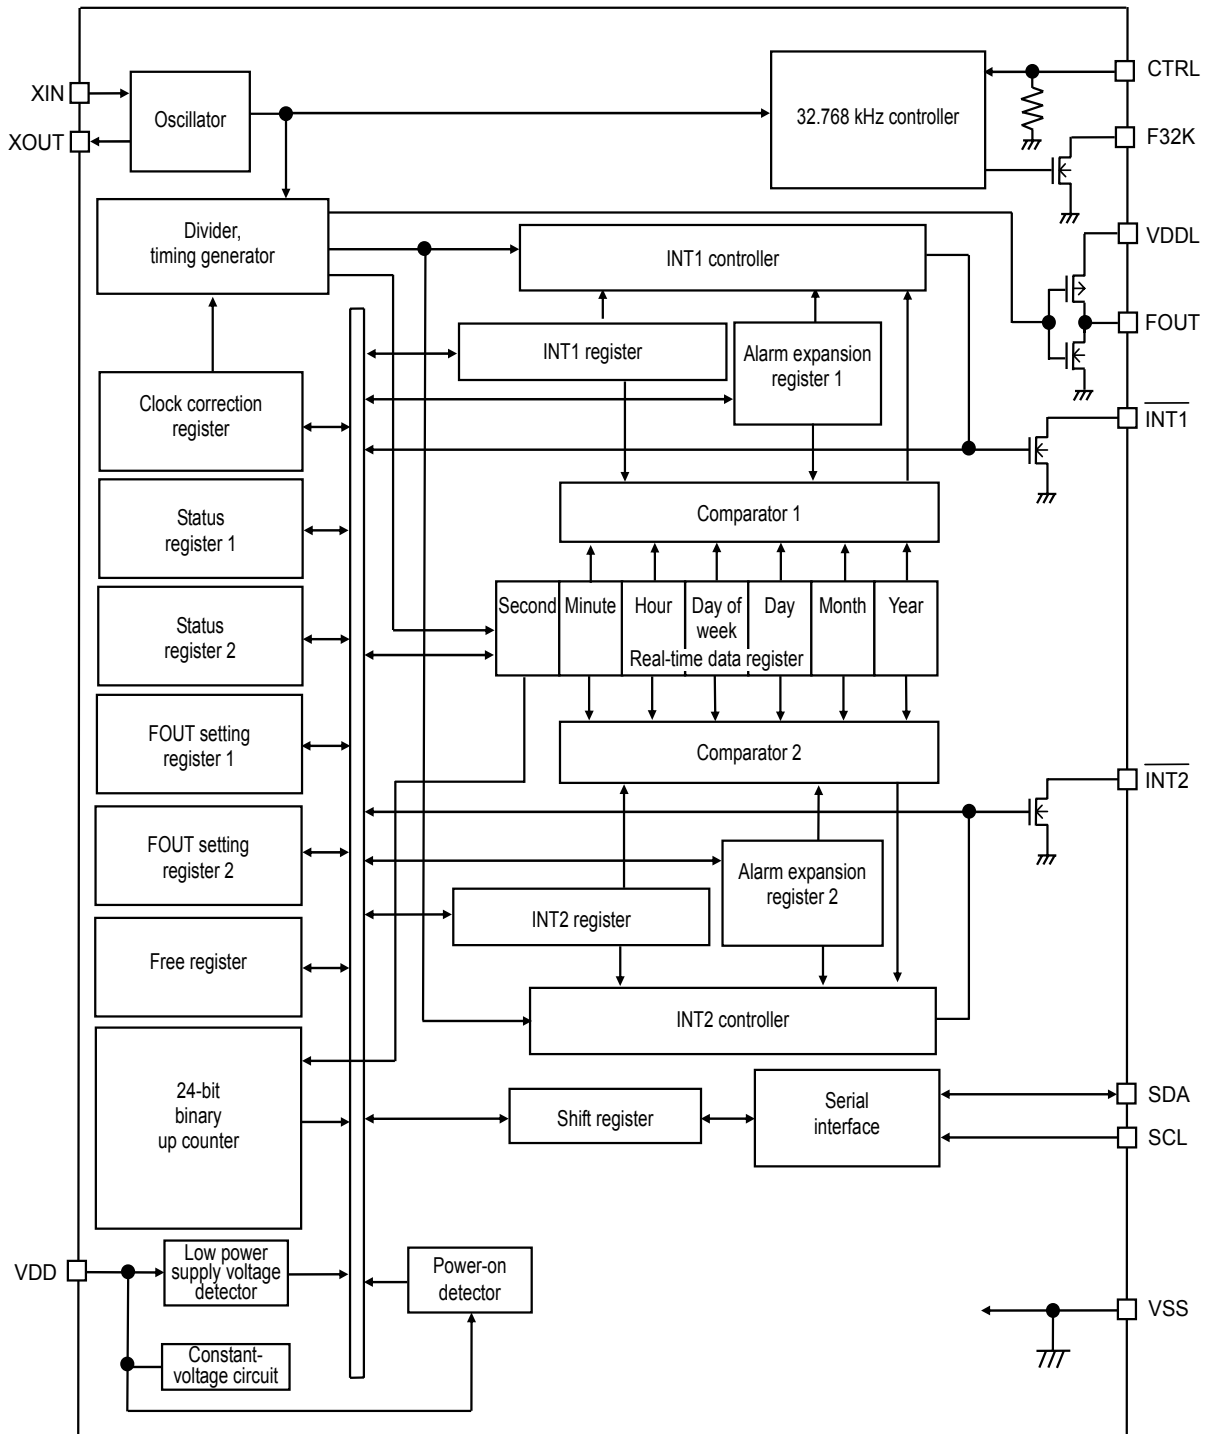 XIN
XOUT
Oscillator
32.768 kHz controller
CTRL
F32K
Divider,
timing generator
INT1 controller
VDDL
FOUT
INT1 register
Alarm expansion
register 1
Clock correction
register
INT1
Status
register 1
Comparator 1
Second
Minute
Hour
Day of
week
Day
Month
Year
Real-time data register
Status
register 2
FOUT setting
register 1
Comparator 2
INT2
FOUT setting
register 2
Alarm expansion
register 2
INT2 register
Free register
INT2 controller
24-bit
binary
up counter
Shift register
Serial
interface
SDA
SCL
VDD
Low power
supply voltage
detector
Power-on
detector
VSS
Constant-
voltage circuit